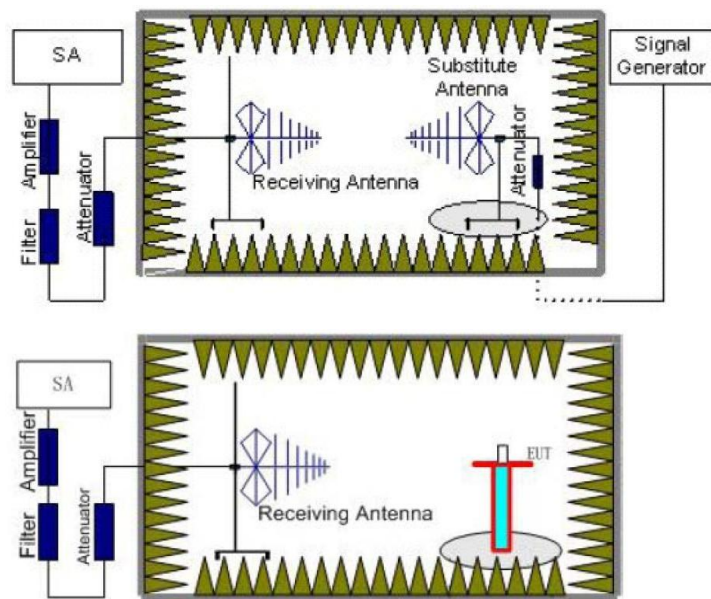 SA
Signal
Generator
Substitute
Antenna
Amplifier
Filter
Attenuator
Receiving Antenna
Attenuator
SA
Amplifier
Filter
Attenuator
Receiving Antenna
EUT